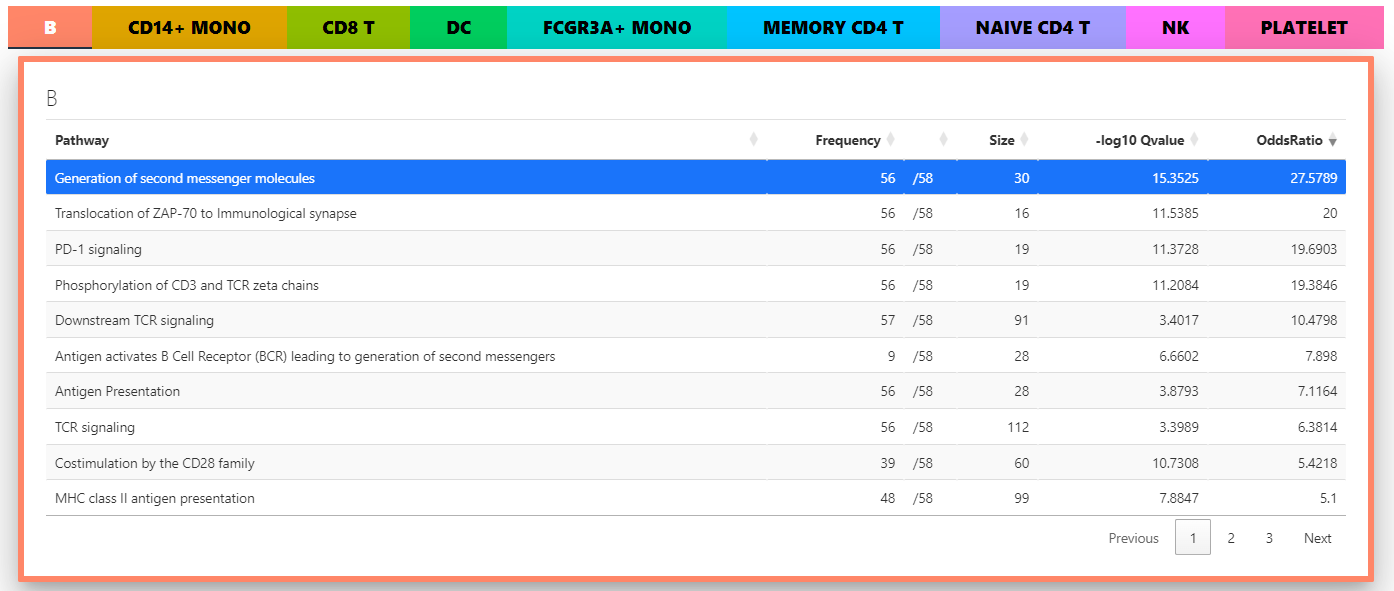 B CD14+ MONO CD8 T DC FCGR3A+ MONO MEMORY CD4 T NAIVE CD4 T NK PLATELET
B
Pathway Frequency Size -log10 Qvalue OddsRatio
Generation of second messenger molecules 56 /58 30 15.3525 27.5789
Translocation of ZAP-70 to Immunological synapse 56 /58 16 11.5385 20
PD-1 signaling 56 /58 19 11.3728 19.6903
Phosphorylation of CD3 and TCR zeta chains 56 /58 19 11.2084 19.3846
Downstream TCR signaling 57 /58 91 3.4017 10.4798
Antigen activates B Cell Receptor (BCR) leading to generation of second messengers 9 /58 28 6.6602 7.898
Antigen Presentation 56 /58 28 3.8793 7.1164
TCR signaling 56 /58 112 3.3989 6.3814
Costimulation by the CD28 family 39 /58 60 10.7308 5.4218
MHC class II antigen presentation 48 /58 99 7.8847 5.1
Previous 1 2 3 Next